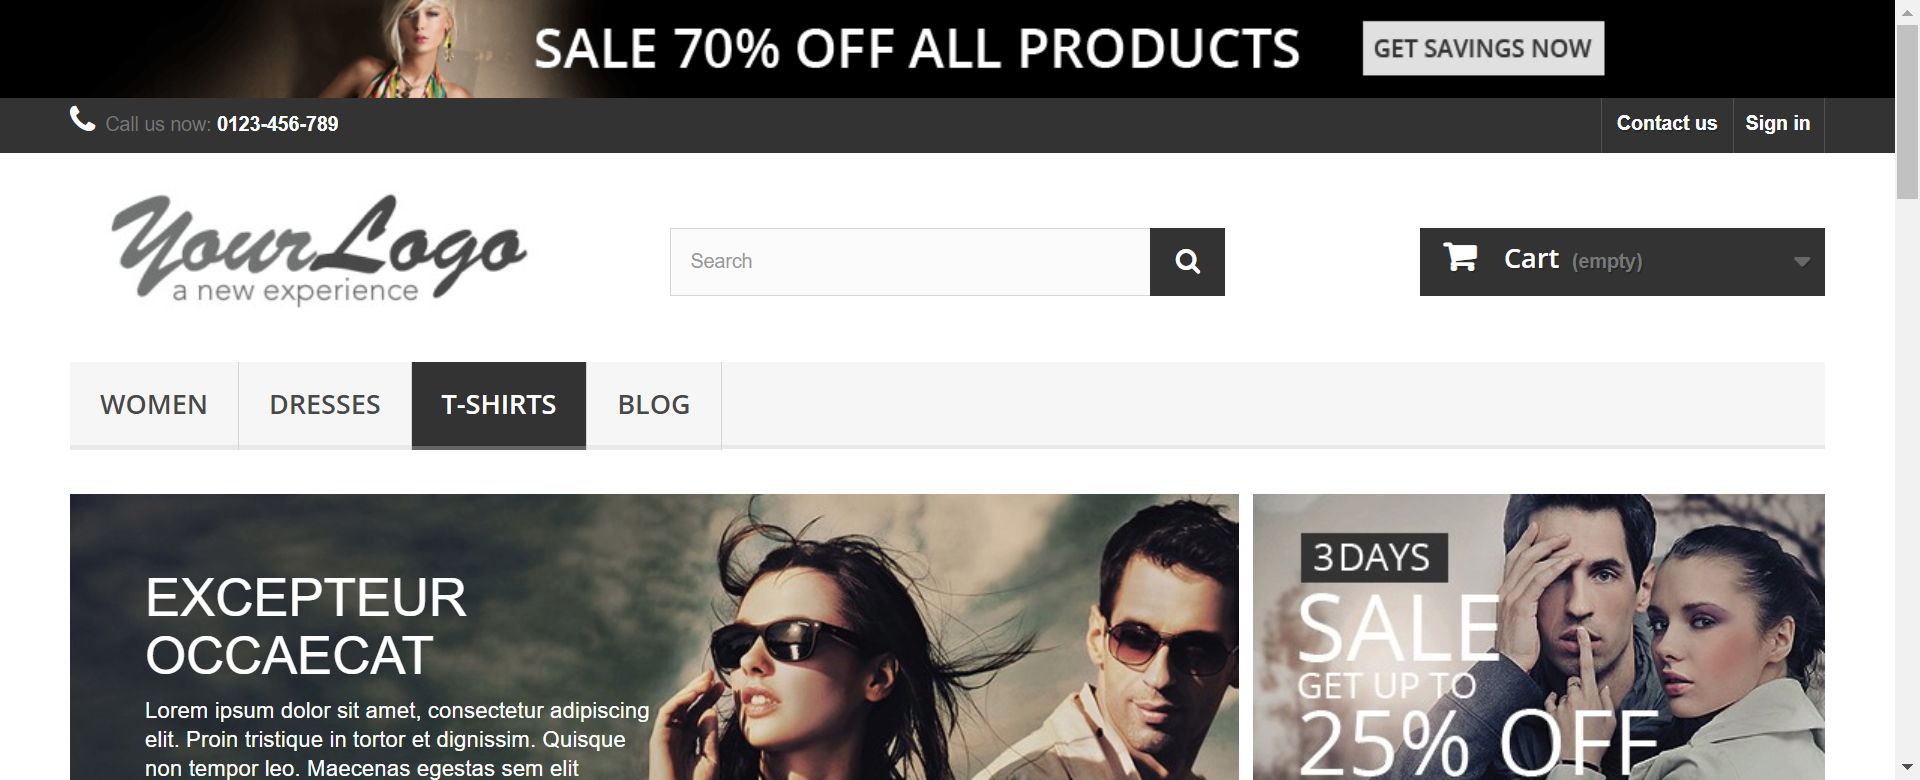 SALE 70% OFF ALL PRODUCTS
GET SAVINGS NOW
Call us now: 0123-456-789
Contact us
Sign in
Your Logo
a new experience
Search
Cart (empty)
WOMEN
DRESSES
T-SHIRTS
BLOG
EXCEPTEUR
OCCAECAT
Lorem ipsum dolor sit amet, consectetur adipiscing
elit. Proin tristique in tortor et dignissim. Quisque
non tempor leo. Maecenas egestas sem elit
3 DAYS
SALE
GET UP TO
25% OFF